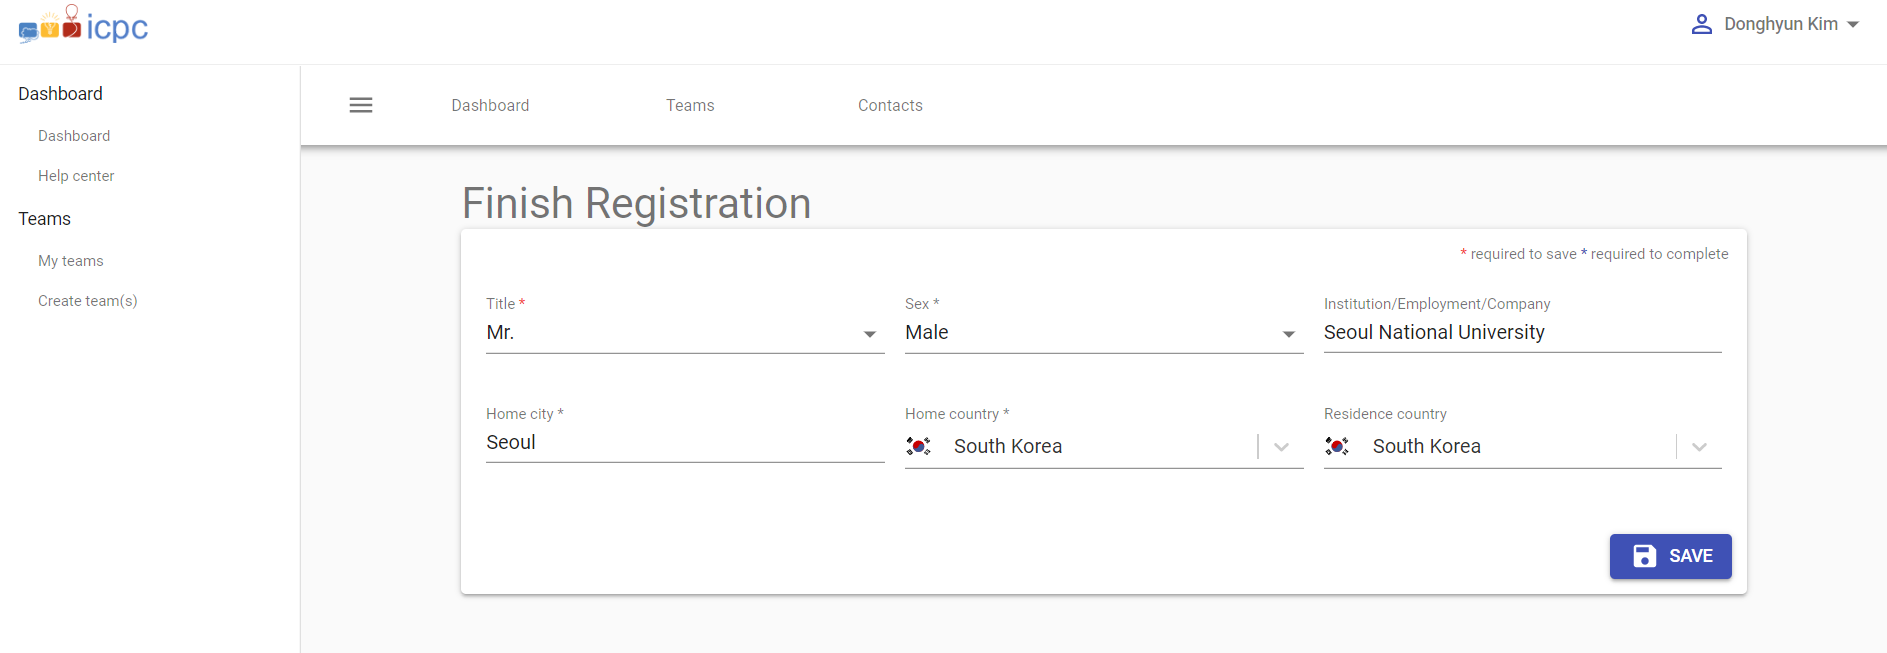 icpc
Donghyun Kim
Dashboard
Dashboard
Help center
Teams
My teams
Create team(s)
Dashboard Teams Contacts
Finish Registration
* required to save * required to complete
Title * Sex * Institution/Employment/Company
Mr. Male Seoul National University
Home city * Home country * Residence country
Seoul South Korea South Korea
SAVE